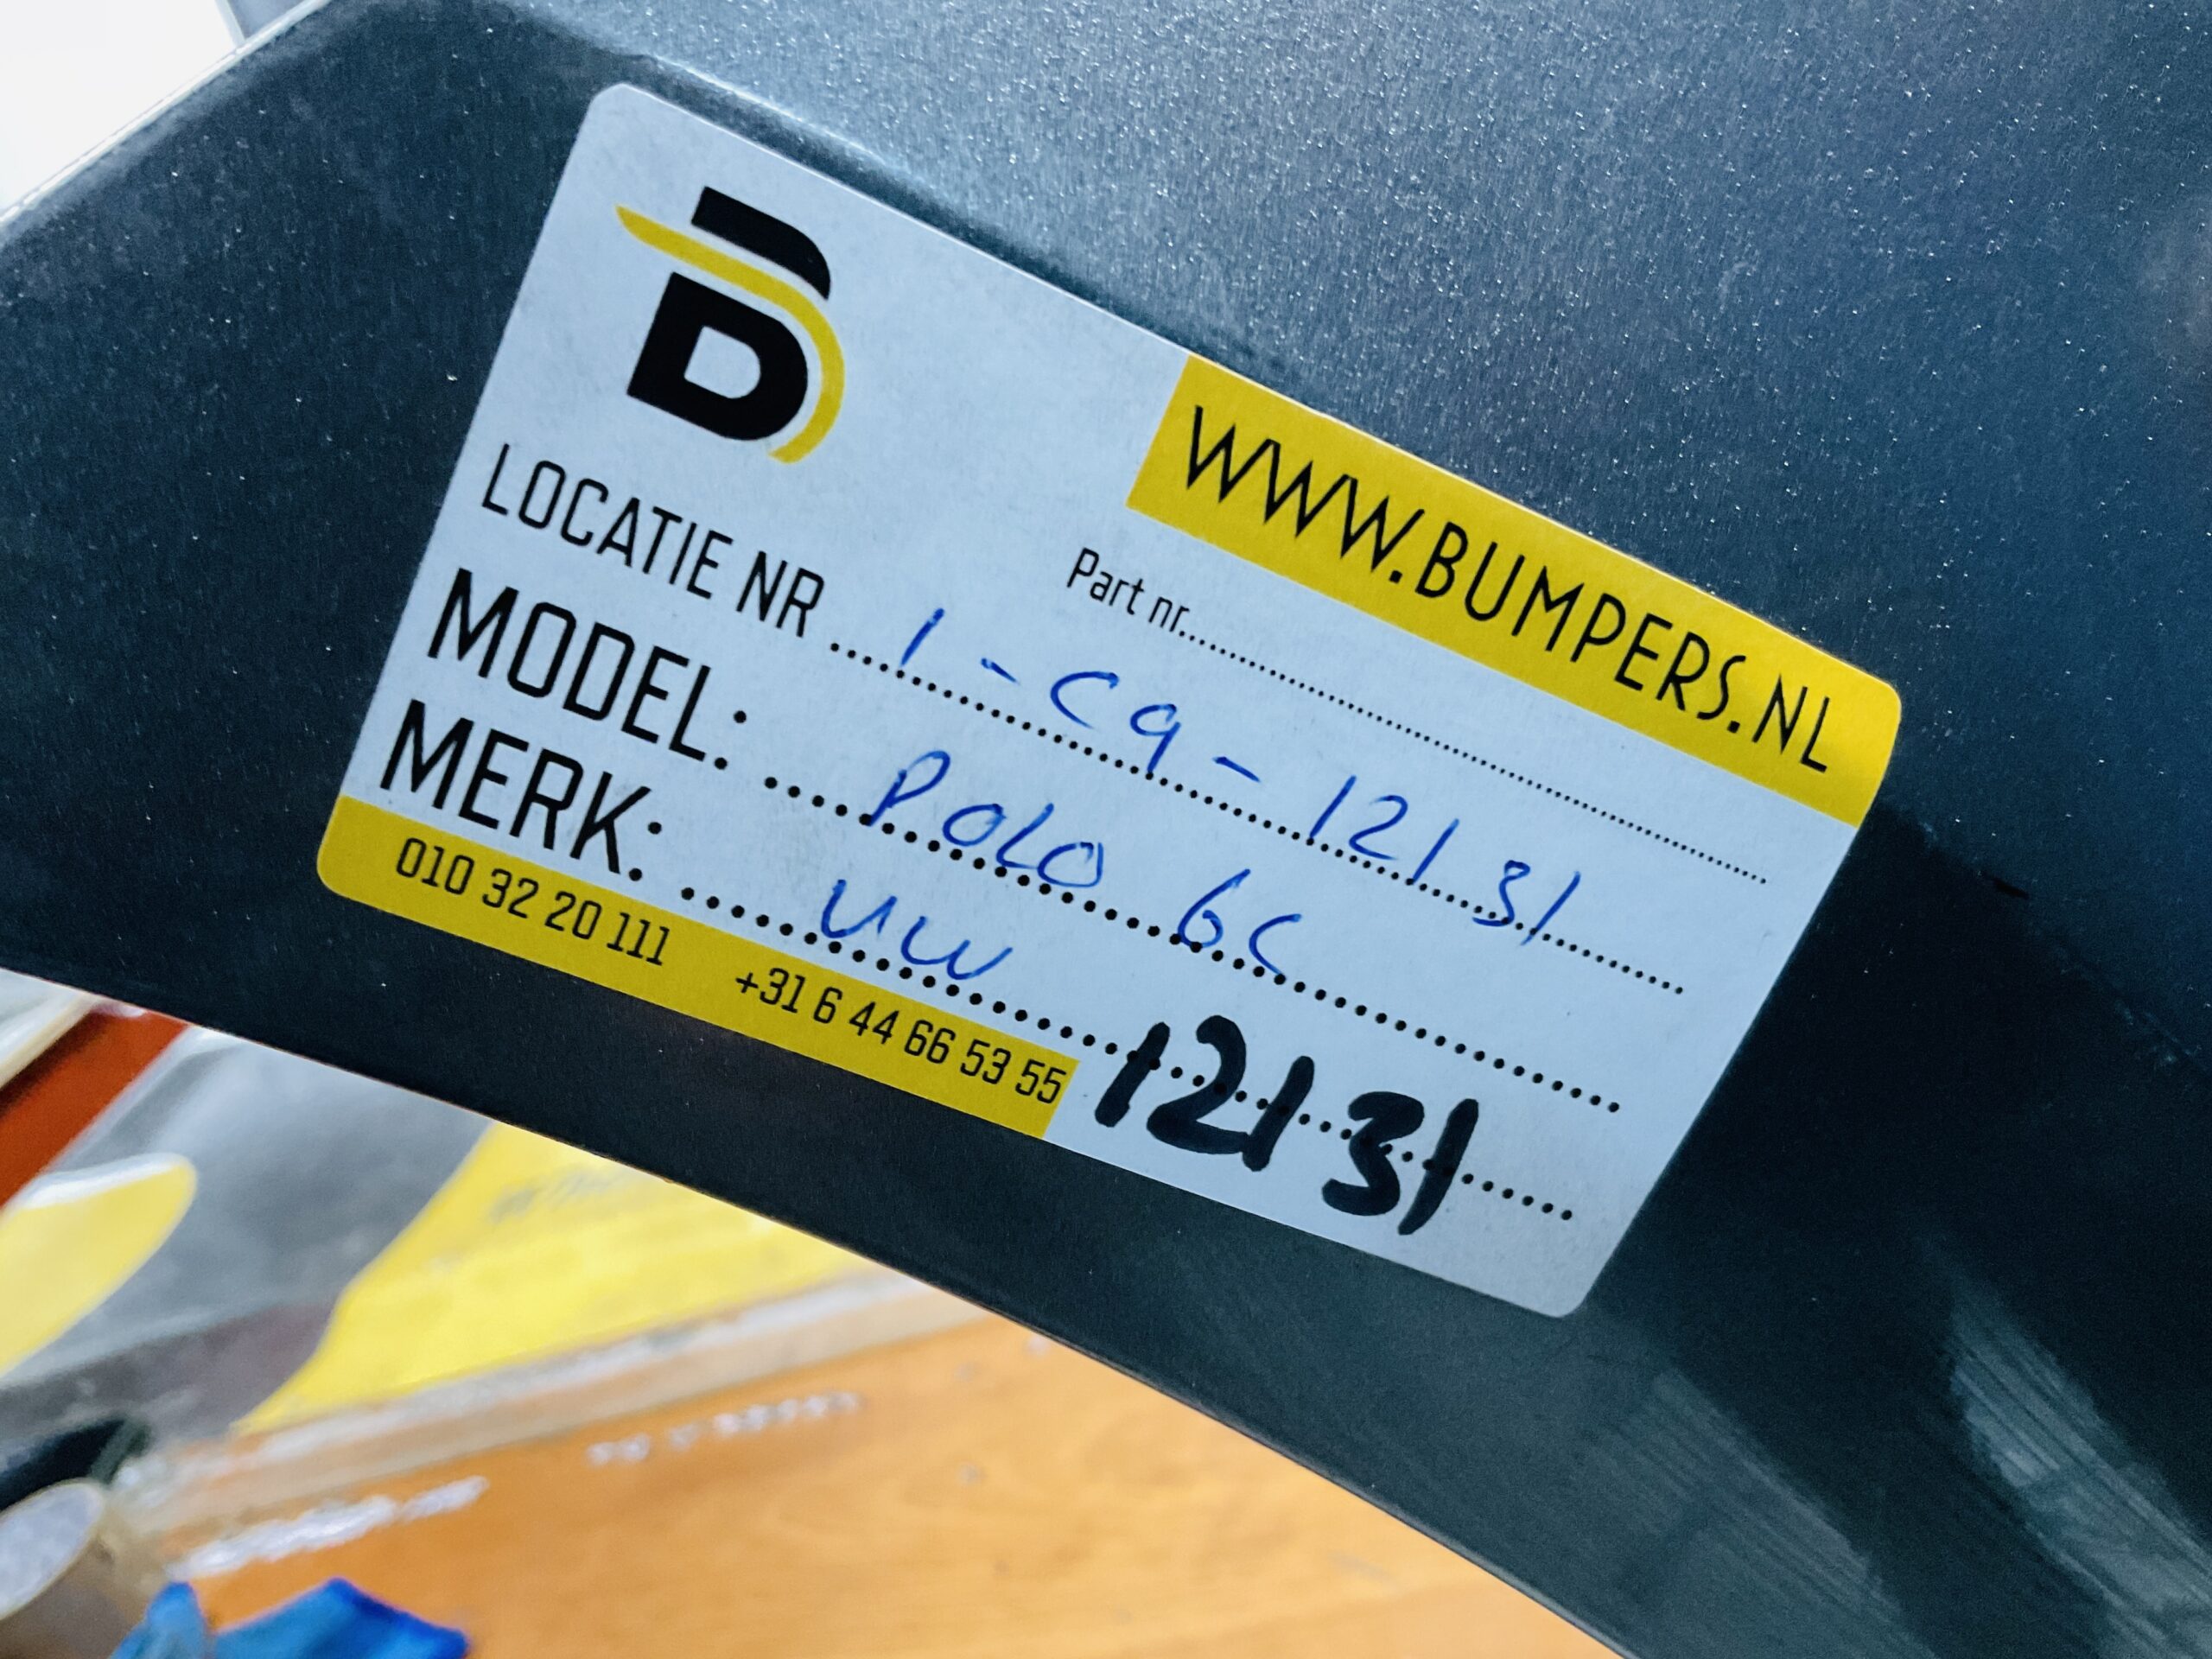 B
WWW.BUMPERS.NL
Part nr.........................
LOCATIE NR ..... 1 - C9 - 12131
MODEL: ..... POLO 6C
MERK: ..... VW
010 32 20 111 +31 6 44 66 53 55
12131